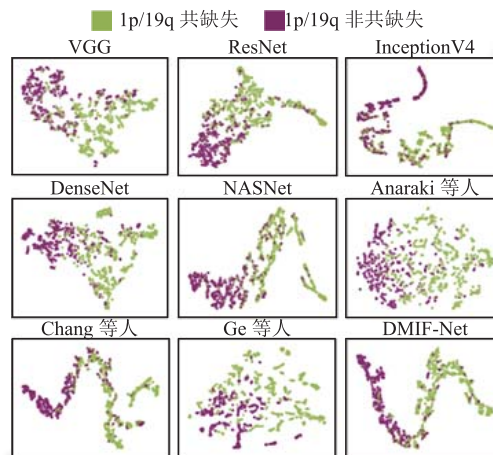 1p/19q 共缺失 1p/19q 非共缺失
VGG ResNet InceptionV4
DenseNet NASNet Anaraki 等人
Chang 等人 Ge 等人 DMIF-Net